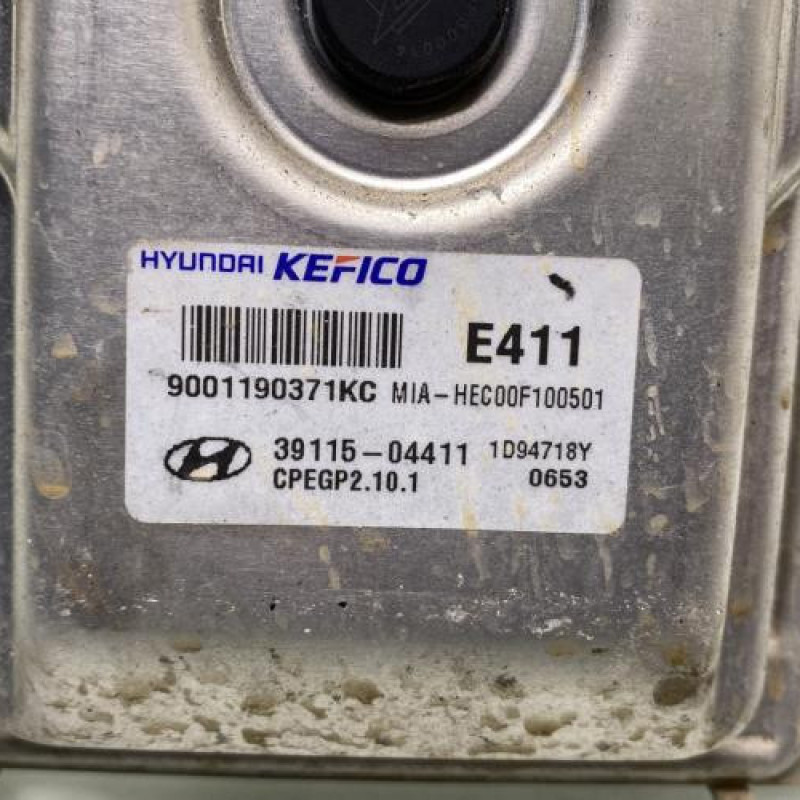 HYUNDAI KEFICO
E411
9001190371KC MIA-HEC00F100501
39115-04411 1D94718Y
CPEGP2.10.1 0653